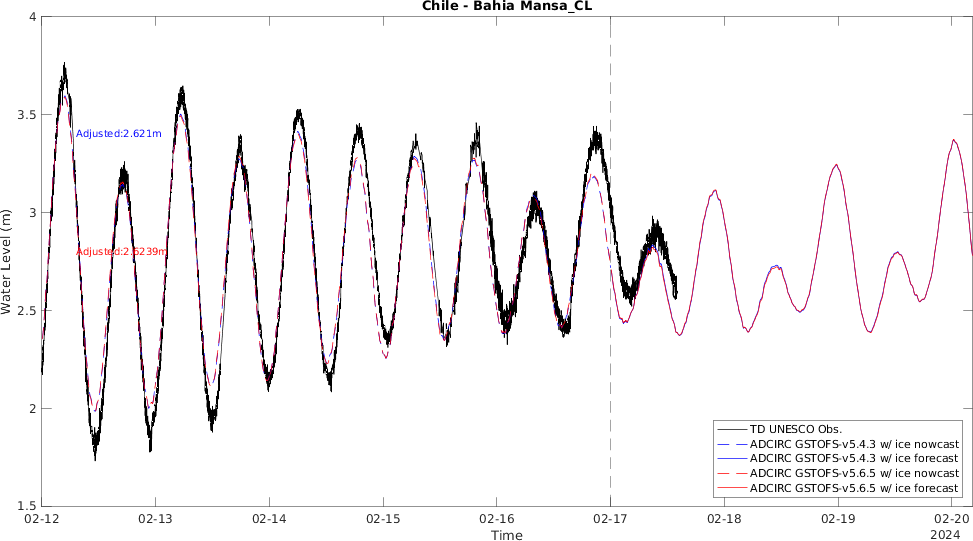 Chile - Bahia Mansa_CL
4
3.5
3
2.5
2
1.5
Water Level (m)
Adjusted:2.621m
Adjusted:2.6239m
TD UNESCO Obs.
ADCIRC GSTOFS-v5.4.3 w/ ice nowcast
ADCIRC GSTOFS-v5.4.3 w/ ice forecast
ADCIRC GSTOFS-v5.6.5 w/ ice nowcast
ADCIRC GSTOFS-v5.6.5 w/ ice forecast
02-12 02-13 02-14 02-15 02-16 02-17 02-18 02-19 02-20
2024
Time